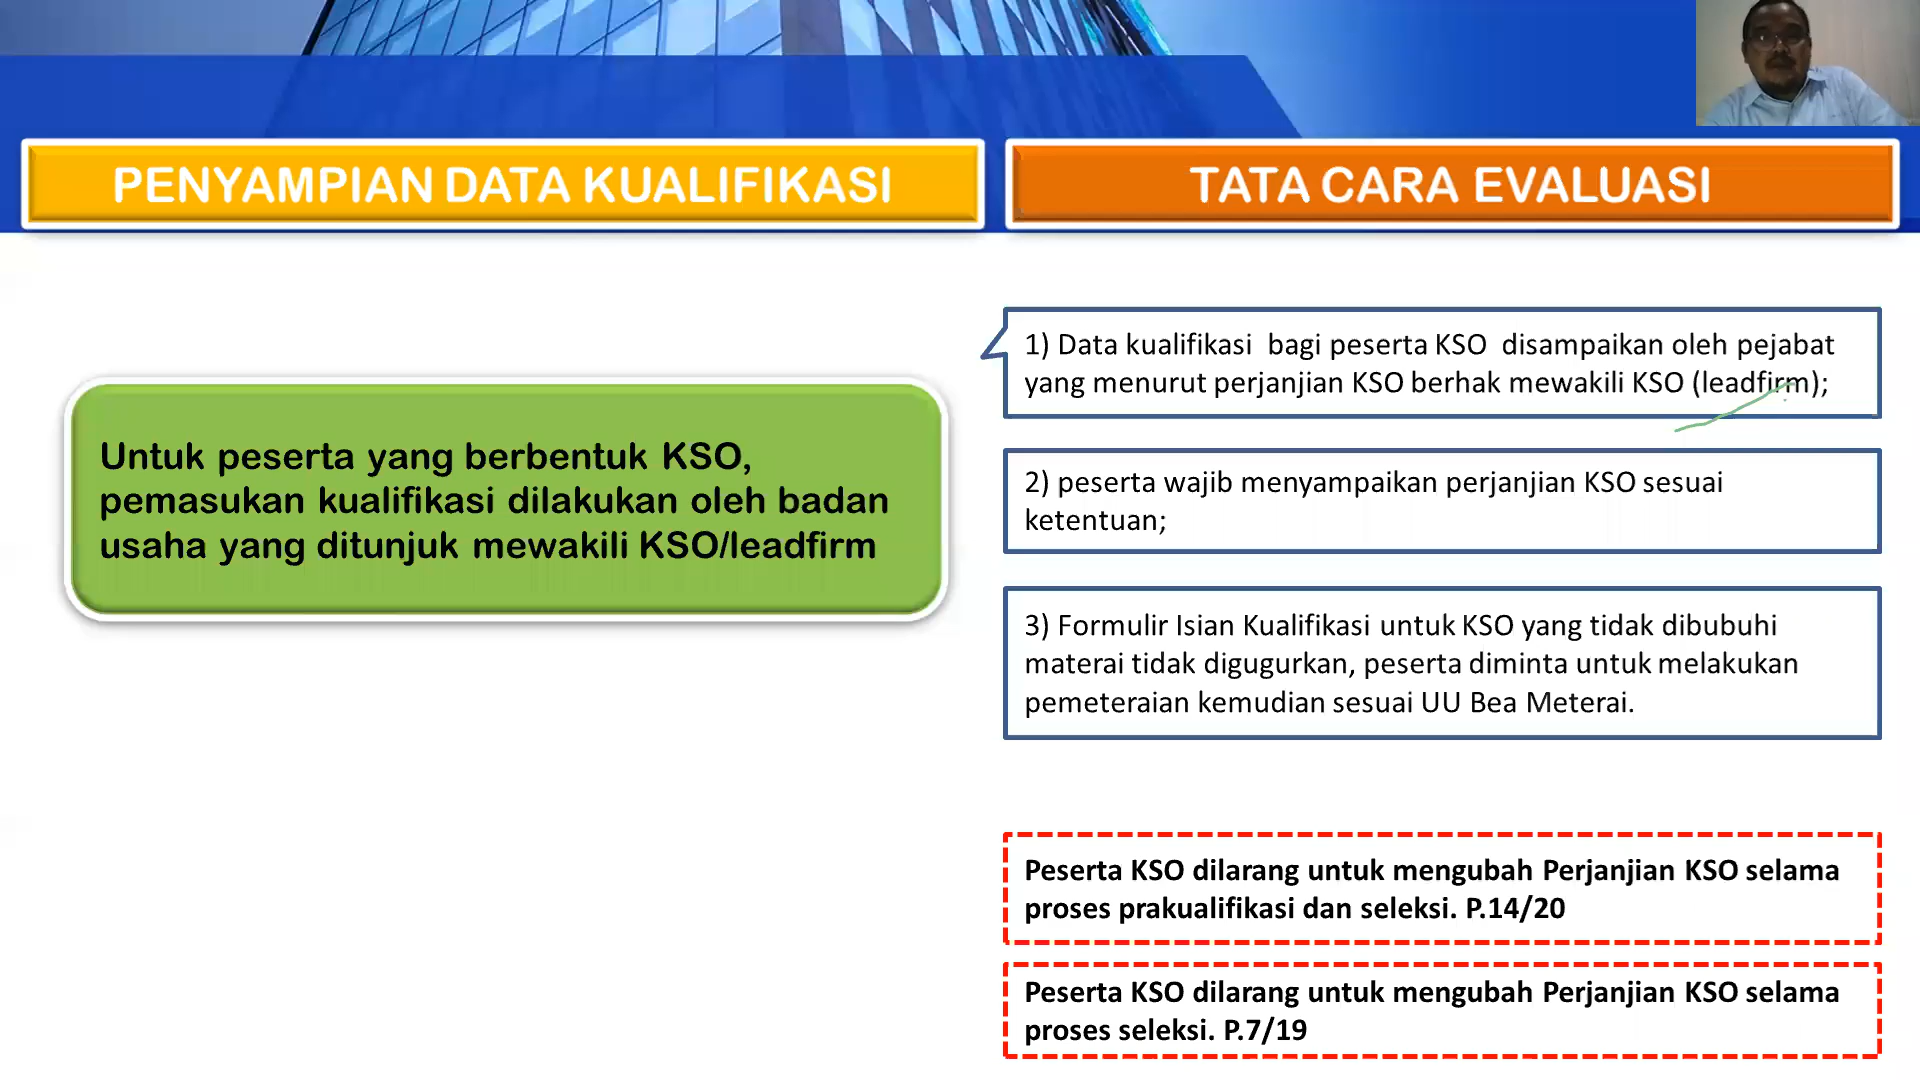 PENYAMPIAN DATA KUALIFIKASI
TATA CARA EVALUASI
Untuk peserta yang berbentuk KSO,
pemasukan kualifikasi dilakukan oleh badan
usaha yang ditunjuk mewakili KSO/leadfirm
1) Data kualifikasi bagi peserta KSO disampaikan oleh pejabat
yang menurut perjanjian KSO berhak mewakili KSO (leadfirm);
2) peserta wajib menyampaikan perjanjian KSO sesuai
ketentuan;
3) Formulir Isian Kualifikasi untuk KSO yang tidak dibubuhi
materai tidak digugurkan, peserta diminta untuk melakukan
pemeteraian kemudian sesuai UU Bea Meterai.
Peserta KSO dilarang untuk mengubah Perjanjian KSO selama
proses prakualifikasi dan seleksi. P.14/20
Peserta KSO dilarang untuk mengubah Perjanjian KSO selama
proses seleksi. P.7/19